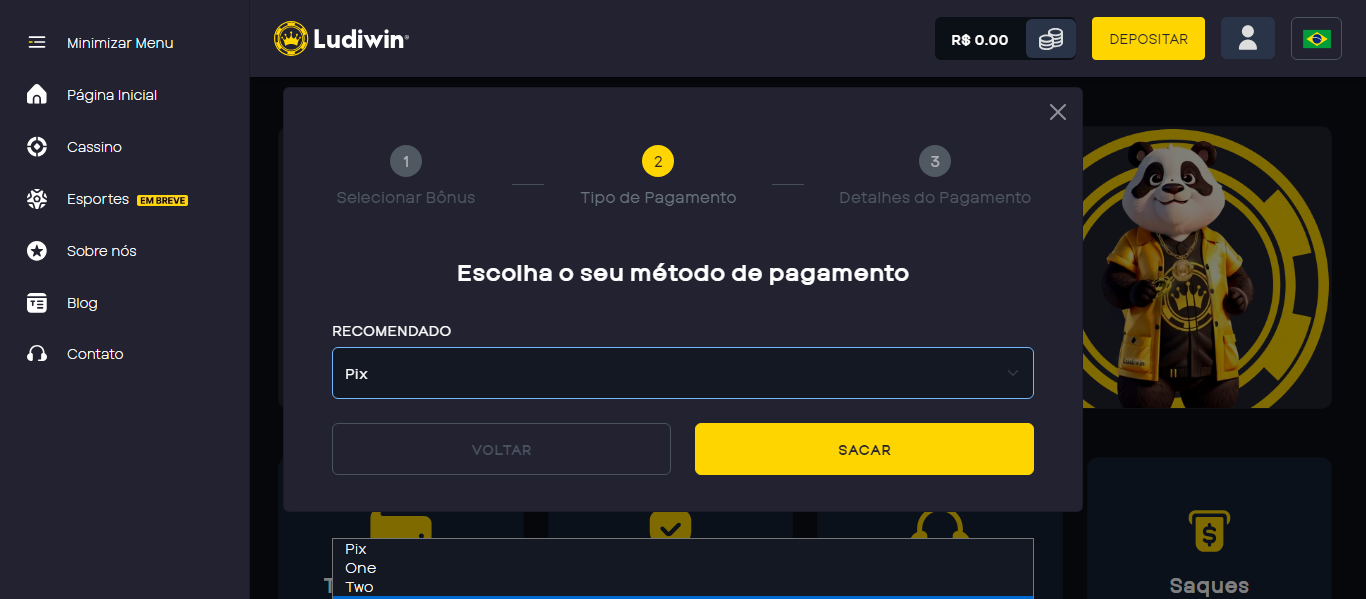 Minimizar Menu
Página Inicial
Cassino
Esportes EM BREVE
Sobre nós
Blog
Contato
Ludiwin®
R$ 0.00
DEPOSITAR
1
Selecionar Bônus
2
Tipo de Pagamento
3
Detalhes do Pagamento
Escolha o seu método de pagamento
RECOMENDADO
Pix
VOLTAR
SACAR
Pix
One
Two
Ludiwin
Saques